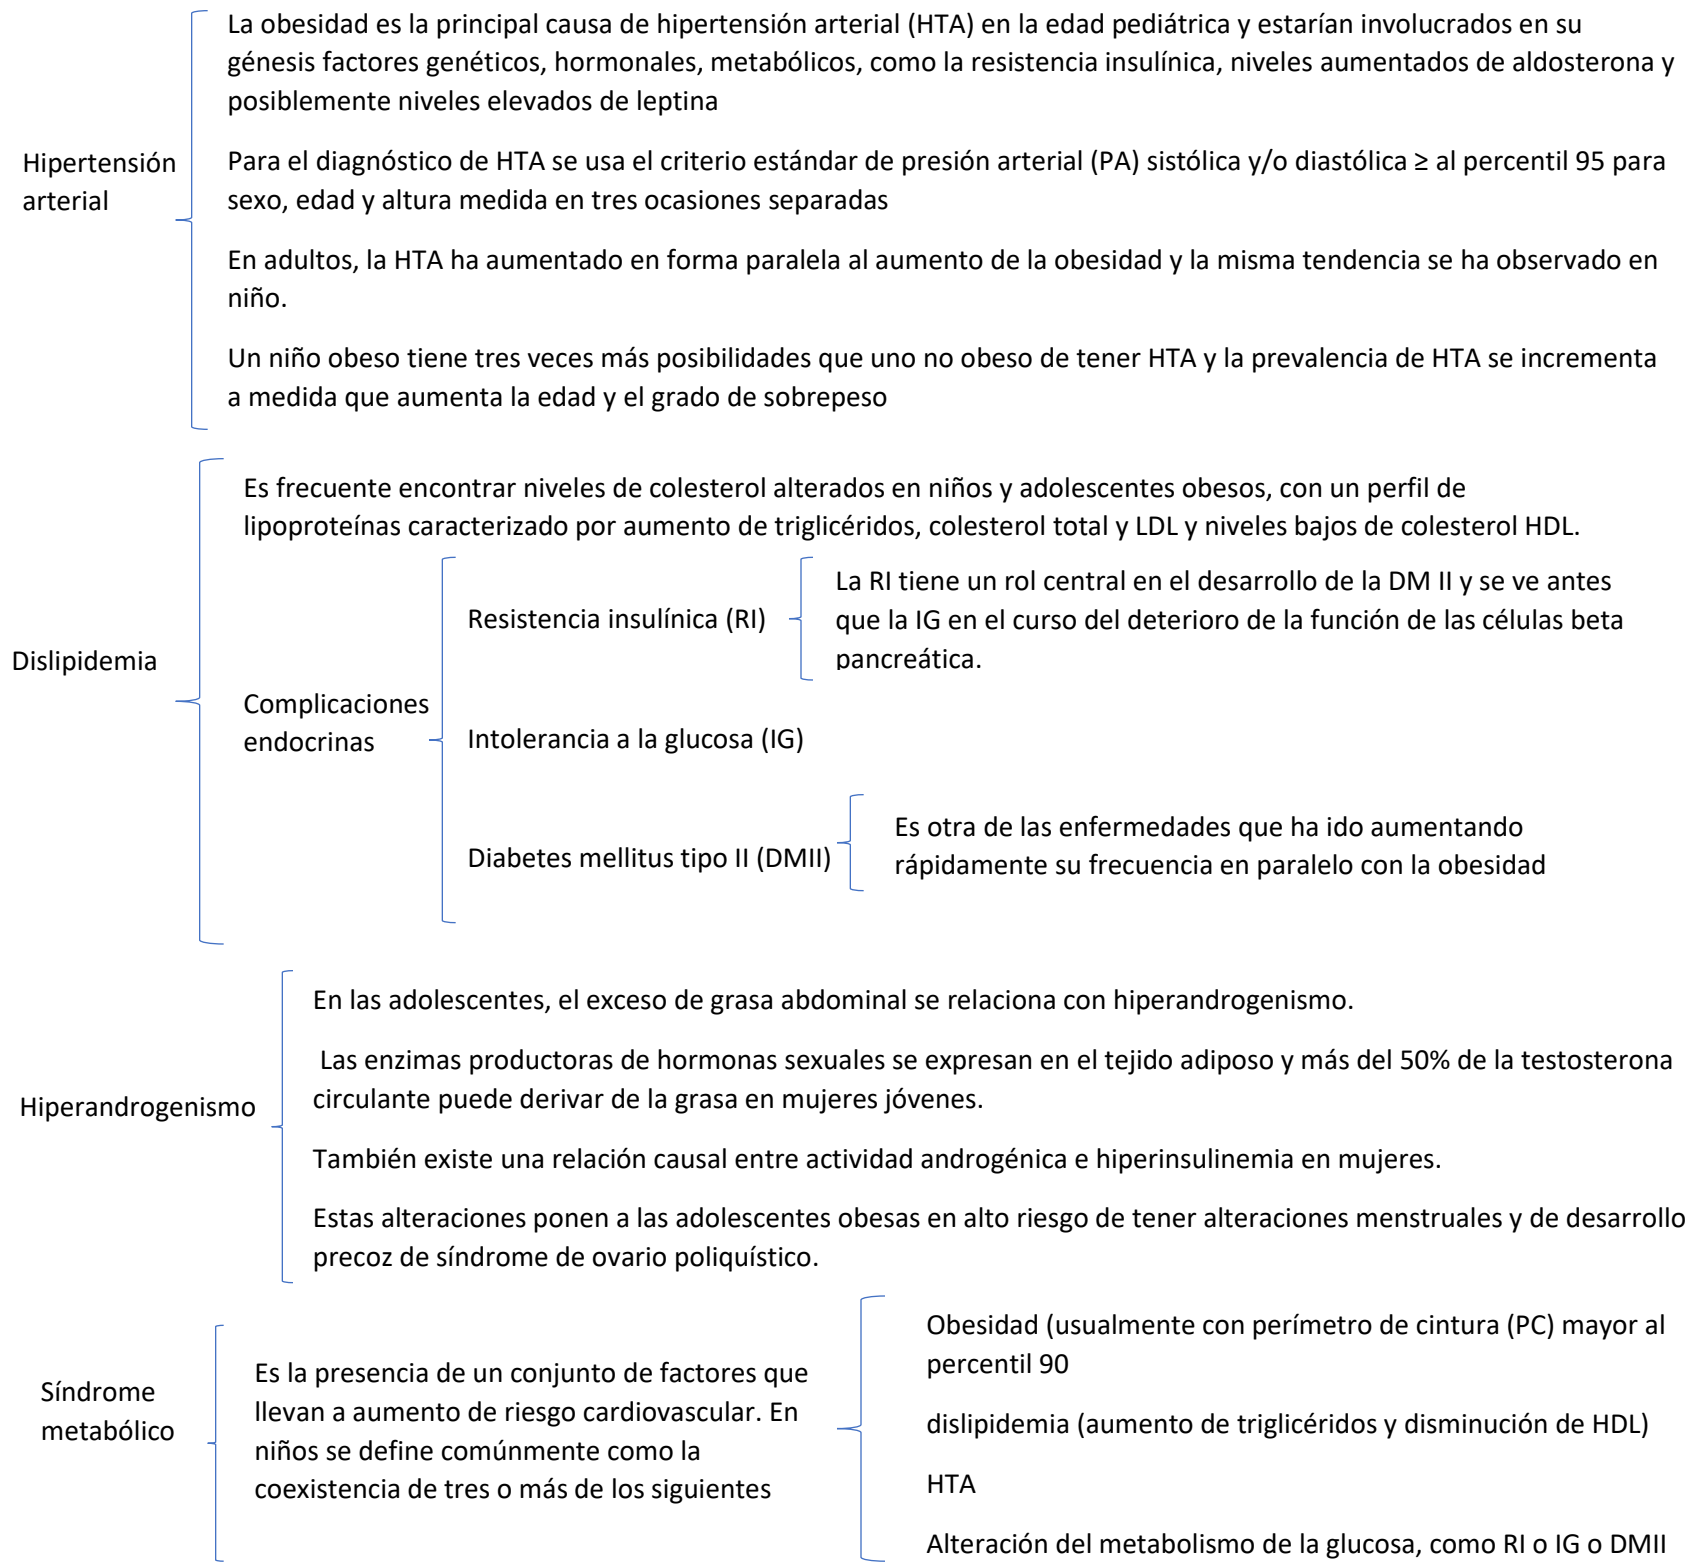 La obesidad es la principal causa de hipertensión arterial (HTA) en la edad pediátrica y estarían involucrados en su
génesis factores genéticos, hormonales, metabólicos, como la resistencia insulínica, niveles aumentados de aldosterona y
posiblemente niveles elevados de leptina
Hipertensión
arterial
Para el diagnóstico de HTA se usa el criterio estándar de presión arterial (PA) sistólica y/o diastólica ≥ al percentil 95 para
sexo, edad y altura medida en tres ocasiones separadas
En adultos, la HTA ha aumentado en forma paralela al aumento de la obesidad y la misma tendencia se ha observado en
niño.
Un niño obeso tiene tres veces más posibilidades que uno no obeso de tener HTA y la prevalencia de HTA se incrementa
a medida que aumenta la edad y el grado de sobrepeso
Dislipidemia
Es frecuente encontrar niveles de colesterol alterados en niños y adolescentes obesos, con un perfil de
lipoproteínas caracterizado por aumento de triglicéridos, colesterol total y LDL y niveles bajos de colesterol HDL.
Complicaciones
endocrinas
Resistencia insulínica (RI)
La RI tiene un rol central en el desarrollo de la DM II y se ve antes
que la IG en el curso del deterioro de la función de las células beta
pancreática.
Intolerancia a la glucosa (IG)
Diabetes mellitus tipo II (DMII)
Es otra de las enfermedades que ha ido aumentando
rápidamente su frecuencia en paralelo con la obesidad
Hiperandrogenismo
En las adolescentes, el exceso de grasa abdominal se relaciona con hiperandrogenismo.
Las enzimas productoras de hormonas sexuales se expresan en el tejido adiposo y más del 50% de la testosterona
circulante puede derivar de la grasa en mujeres jóvenes.
También existe una relación causal entre actividad androgénica e hiperinsulinemia en mujeres.
Estas alteraciones ponen a las adolescentes obesas en alto riesgo de tener alteraciones menstruales y de desarrollo
precoz de síndrome de ovario poliquístico.
Síndrome
metabólico
Es la presencia de un conjunto de factores que
llevan a aumento de riesgo cardiovascular. En
niños se define comúnmente como la
coexistencia de tres o más de los siguientes
Obesidad (usualmente con perímetro de cintura (PC) mayor al
percentil 90
dislipidemia (aumento de triglicéridos y disminución de HDL)
HTA
Alteración del metabolismo de la glucosa, como RI o IG o DMII